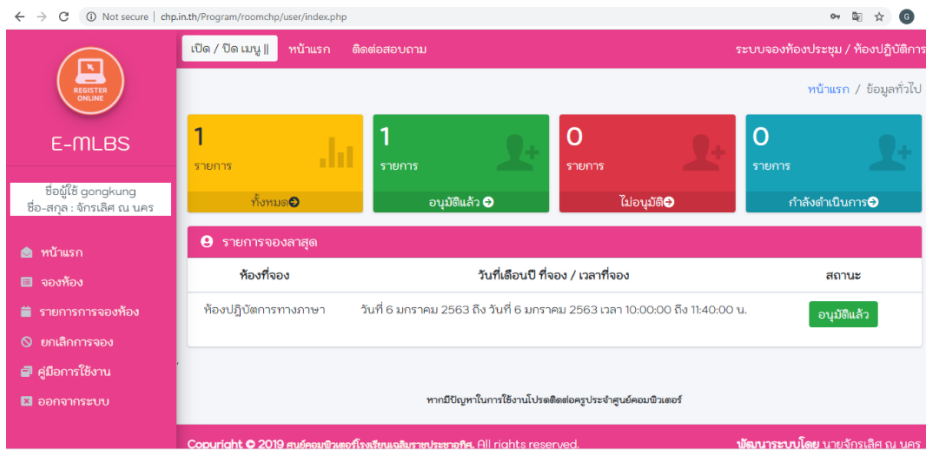 Not secure | chp.in.th/Program/roomchp/user/index.php
G
REGISTER
ONLINE
E-MLBS
ชื่อผู้ใช้ gongkung
ชื่อ-สกุล : จักรเลิศ ณ นคร
หน้าแรก
จองห้อง
รายการการจองห้อง
ยกเลิกการจอง
คู่มือการใช้งาน
ออกจากระบบ
เปิด / ปิด เมนู || หน้าแรก ติดต่อสอบถาม ระบบจองห้องประชุม / ห้องปฏิบัติการ
หน้าแรก / ข้อมูลทั่วไป
1
รายการ
ทั้งหมด
1
รายการ
อนุมัติแล้ว
0
รายการ
ไม่อนุมัติ
0
รายการ
กำลังดำเนินการ
รายการจองล่าสุด
ห้องที่จอง วันที่เดือนปี ที่จอง / เวลาที่จอง สถานะ
ห้องปฏิบัตการทางภาษา วันที่ 6 มกราคม 2563 ถึง วันที่ 6 มกราคม 2563 เวลา 10:00:00 ถึง 11:40:00 น. อนุมัติแล้ว
หากมีปัญหาในการใช้งานโปรดติดต่อครูประจำศูนย์คอมพิวเตอร์
Copyright © 2019 ศูนย์คอมพิวเตอร์โรงเรียนเฉลิมราชประชาอุทิศ. All rights reserved. พัฒนาระบบโดย นายจักรเลิศ ณ นคร